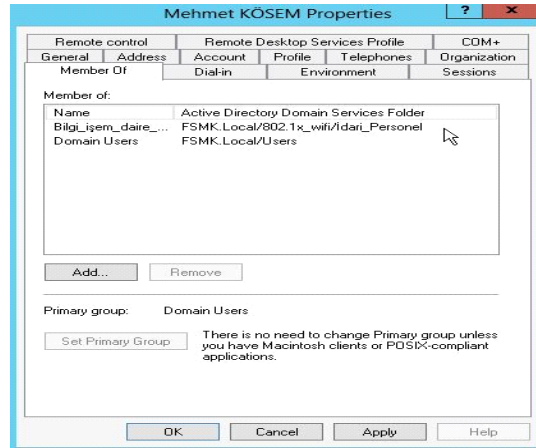 Mehmet KÖSEM Properties
? x
Remote control Remote Desktop Services Profile COM+
General Address Account Profile Telephones Organization
Member Of Dial-in Environment Sessions
Member of:
Name Active Directory Domain Services Folder
Bilgi_işem_daire_... FSMK.Local/802.1x_wifi/İdari_Personel
Domain Users FSMK.Local/Users
Add... Remove
Primary group: Domain Users
Set Primary Group
There is no need to change Primary group unless
you have Macintosh clients or POSIX-compliant
applications.
OK Cancel Apply Help